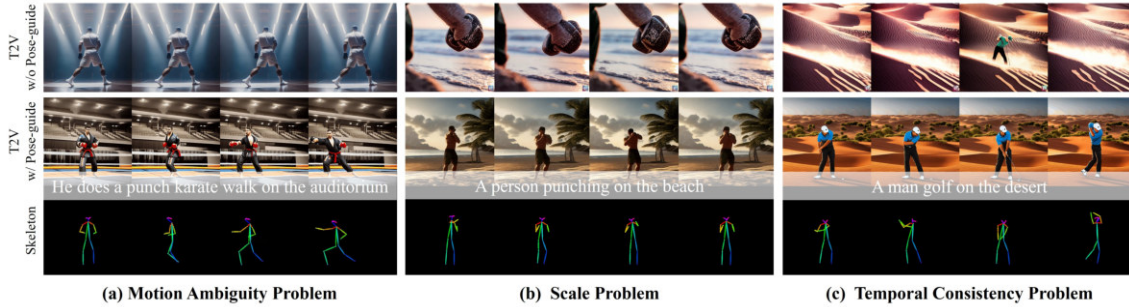 T2V
w/o Pose-guide
T2V
w/ Pose-guide
He does a punch karate walk on the auditorium
A person punching on the beach
A man golf on the desert
Skeleton
(a) Motion Ambiguity Problem
(b) Scale Problem
(c) Temporal Consistency Problem